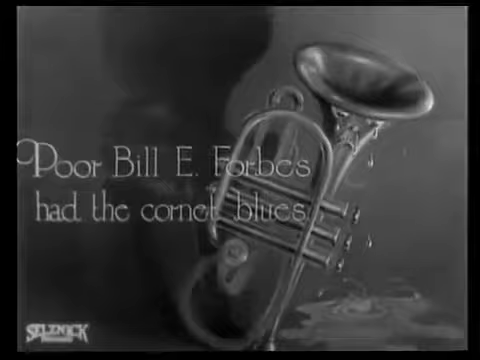 Poor Bill E. Forbes
had the cornet blues.
SELZNICK